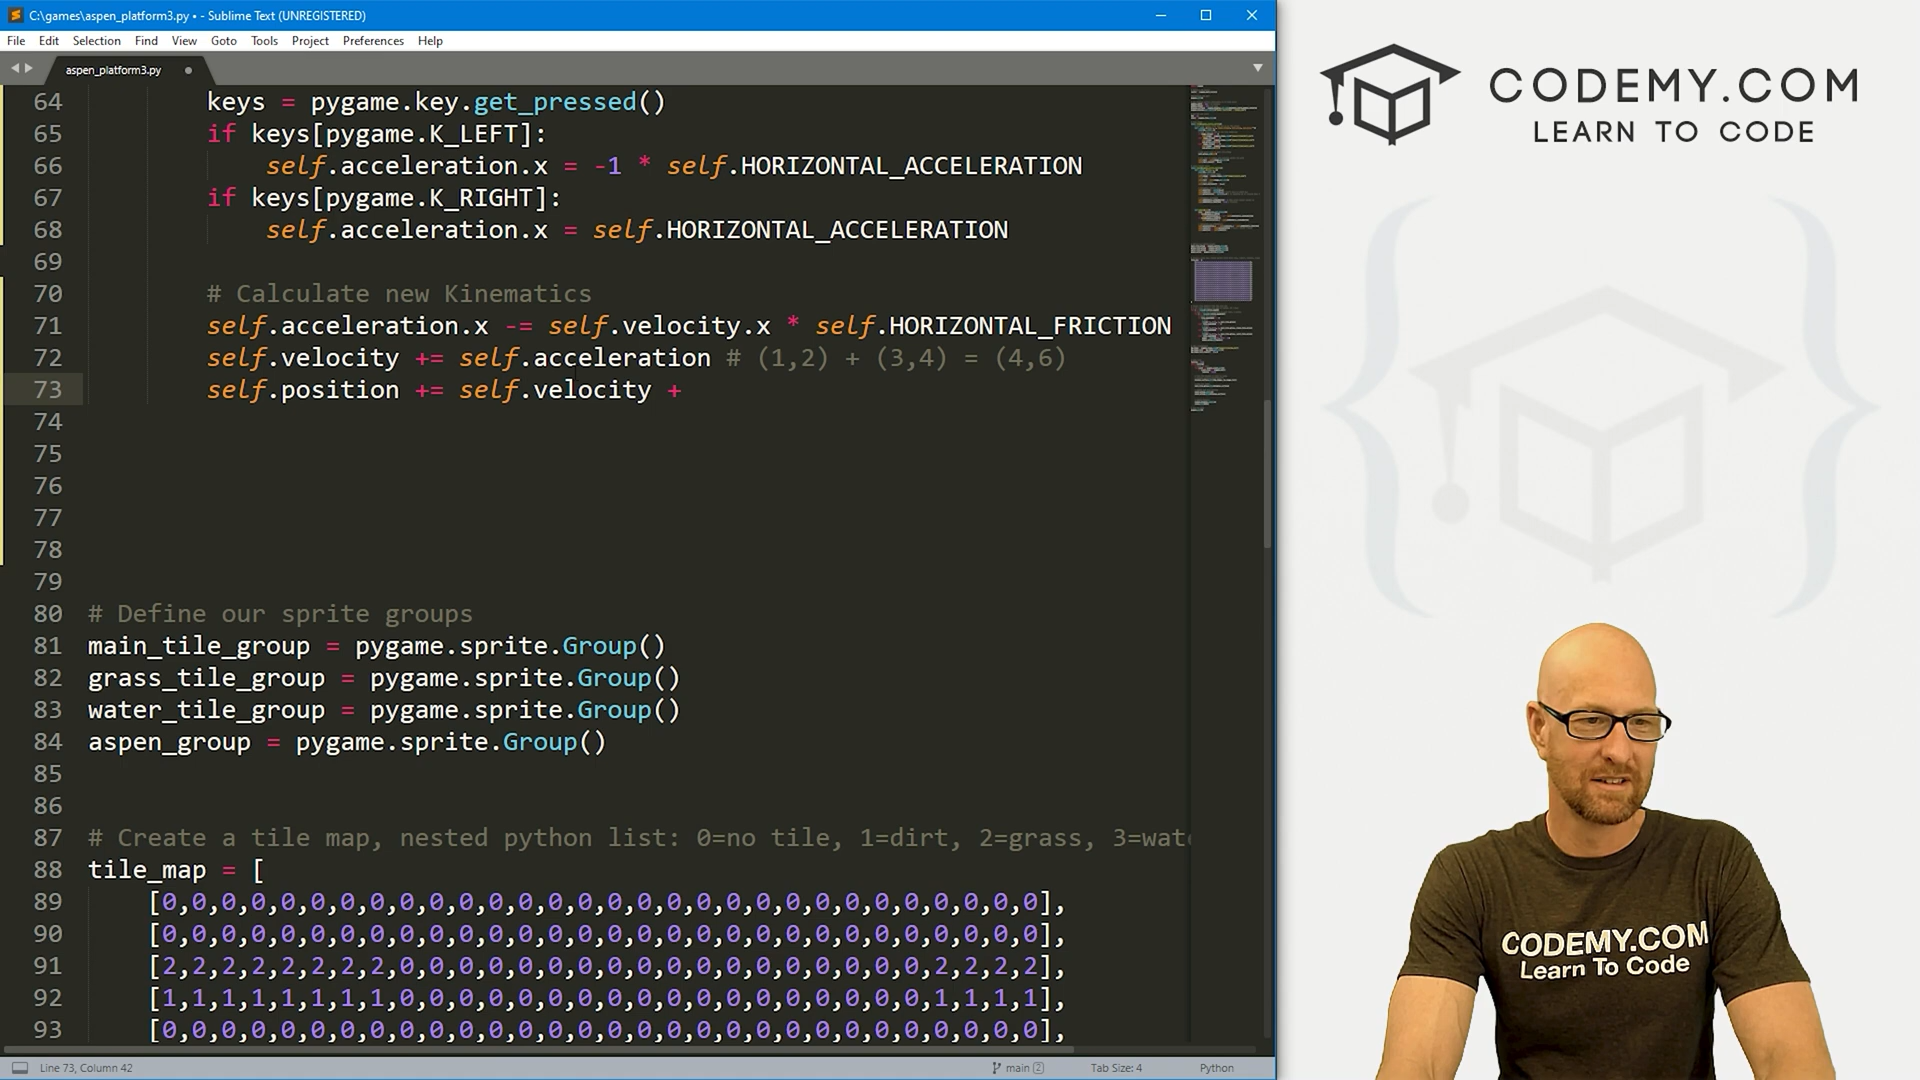 C:\games\aspen_platform3.py • - Sublime Text (UNREGISTERED)
File Edit Selection Find View Goto Tools Project Preferences Help
aspen_platform3.py
64 keys = pygame.key.get_pressed()
65 if keys[pygame.K_LEFT]:
66 self.acceleration.x = -1 * self.HORIZONTAL_ACCELERATION
67 if keys[pygame.K_RIGHT]:
68 self.acceleration.x = self.HORIZONTAL_ACCELERATION
69
70 # Calculate new Kinematics
71 self.acceleration.x -= self.velocity.x * self.HORIZONTAL_FRICTION
72 self.velocity += self.acceleration # (1,2) + (3,4) = (4,6)
73 self.position += self.velocity +
74
75
76
77
78
79
80 # Define our sprite groups
81 main_tile_group = pygame.sprite.Group()
82 grass_tile_group = pygame.sprite.Group()
83 water_tile_group = pygame.sprite.Group()
84 aspen_group = pygame.sprite.Group()
85
86
87 # Create a tile map, nested python list: 0=no tile, 1=dirt, 2=grass, 3=wat
88 tile_map = [
89 [0,0,0,0,0,0,0,0,0,0,0,0,0,0,0,0,0,0,0,0,0,0,0,0,0,0,0,0,0,0],
90 [0,0,0,0,0,0,0,0,0,0,0,0,0,0,0,0,0,0,0,0,0,0,0,0,0,0,0,0,0,0],
91 [2,2,2,2,2,2,2,2,0,0,0,0,0,0,0,0,0,0,0,0,0,0,0,0,0,0,2,2,2,2],
92 [1,1,1,1,1,1,1,1,0,0,0,0,0,0,0,0,0,0,0,0,0,0,0,0,0,0,1,1,1,1],
93 [0,0,0,0,0,0,0,0,0,0,0,0,0,0,0,0,0,0,0,0,0,0,0,0,0,0,0,0,0,0],
Line 73, Column 42
main 2
Tab Size: 4
Python
CODEMY.COM
LEARN TO CODE
CODEMY.COM
Learn To Code